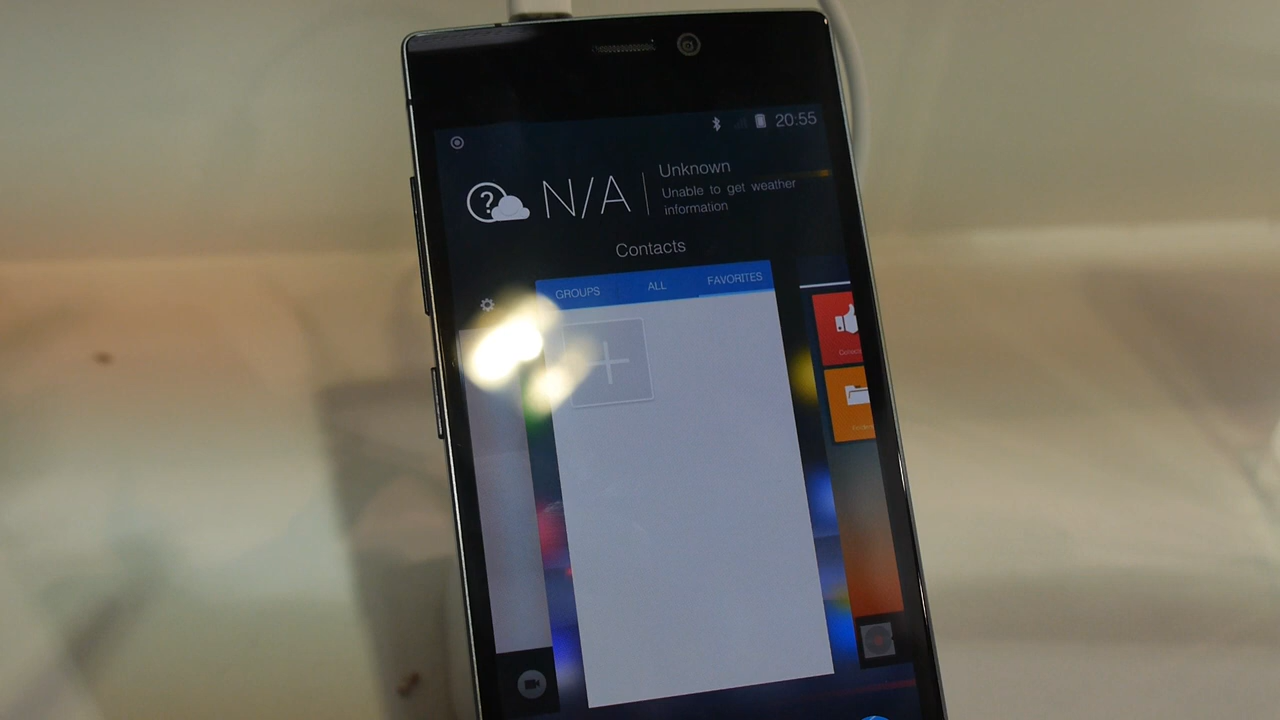 20:55
N/A
Unknown
Unable to get weather
information
Contacts
GROUPS ALL FAVORITES